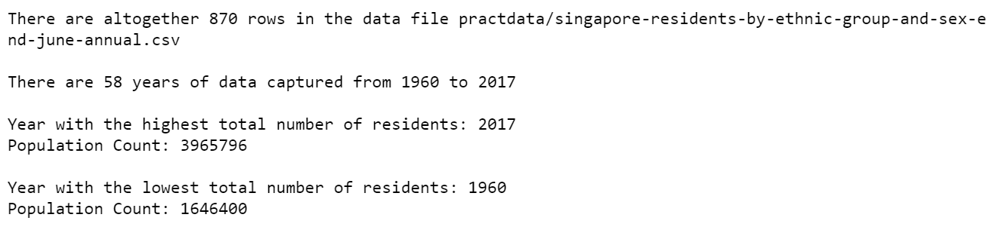 There are altogether 870 rows in the data file practdata/singapore-residents-by-ethnic-group-and-sex-e
nd-june-annual.csv
There are 58 years of data captured from 1960 to 2017
Year with the highest total number of residents: 2017
Population Count: 3965796
Year with the lowest total number of residents: 1960
Population Count: 1646400